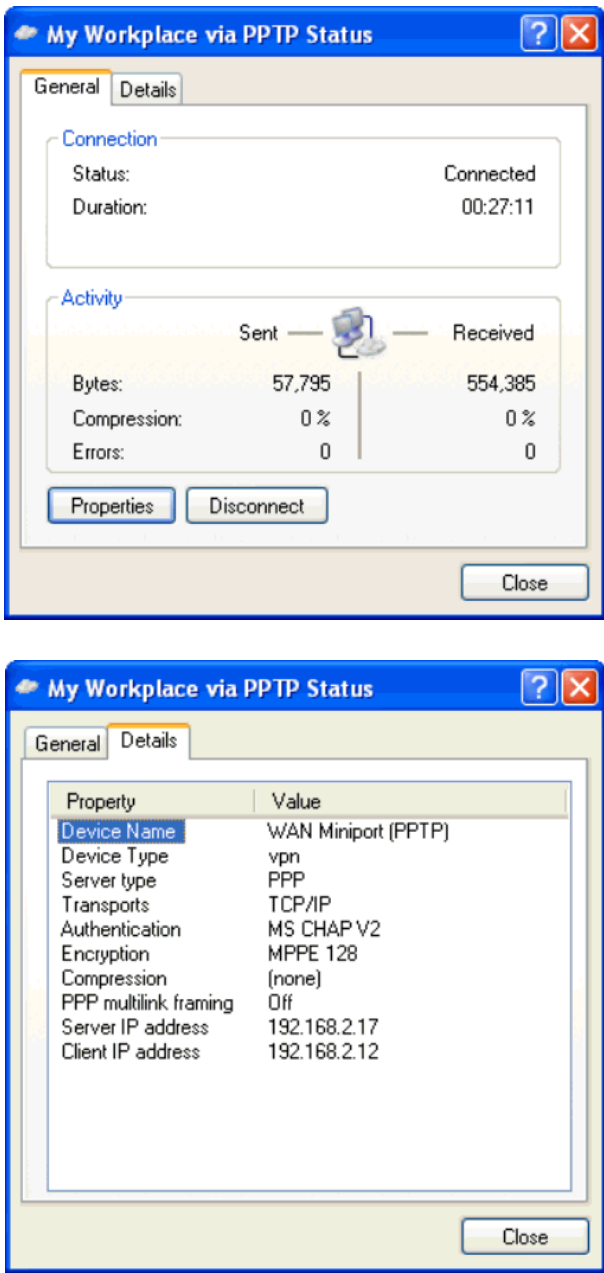 My Workplace via PPTP Status
General Details
Connection
Status: Connected
Duration: 00:27:11
Activity
Sent Received
Bytes: 57,795 554,385
Compression: 0 % 0 %
Errors: 0 0
Properties Disconnect
Close
My Workplace via PPTP Status
General Details
Property Value
Device Name WAN Miniport (PPTP)
Device Type vpn
Server type PPP
Transports TCP/IP
Authentication MS CHAP V2
Encryption MPPE 128
Compression (none)
PPP multilink framing Off
Server IP address 192.168.2.17
Client IP address 192.168.2.12
Close